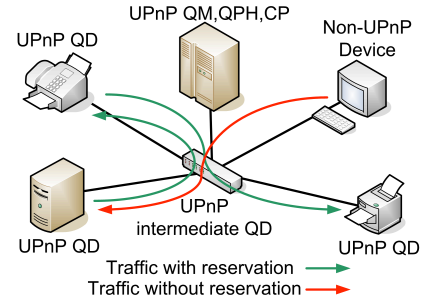 UPnP QM,QPH,CP
Non-UPnP
Device
UPnP QD
UPnP
intermediate QD
UPnP QD
UPnP QD
Traffic with reservation
Traffic without reservation